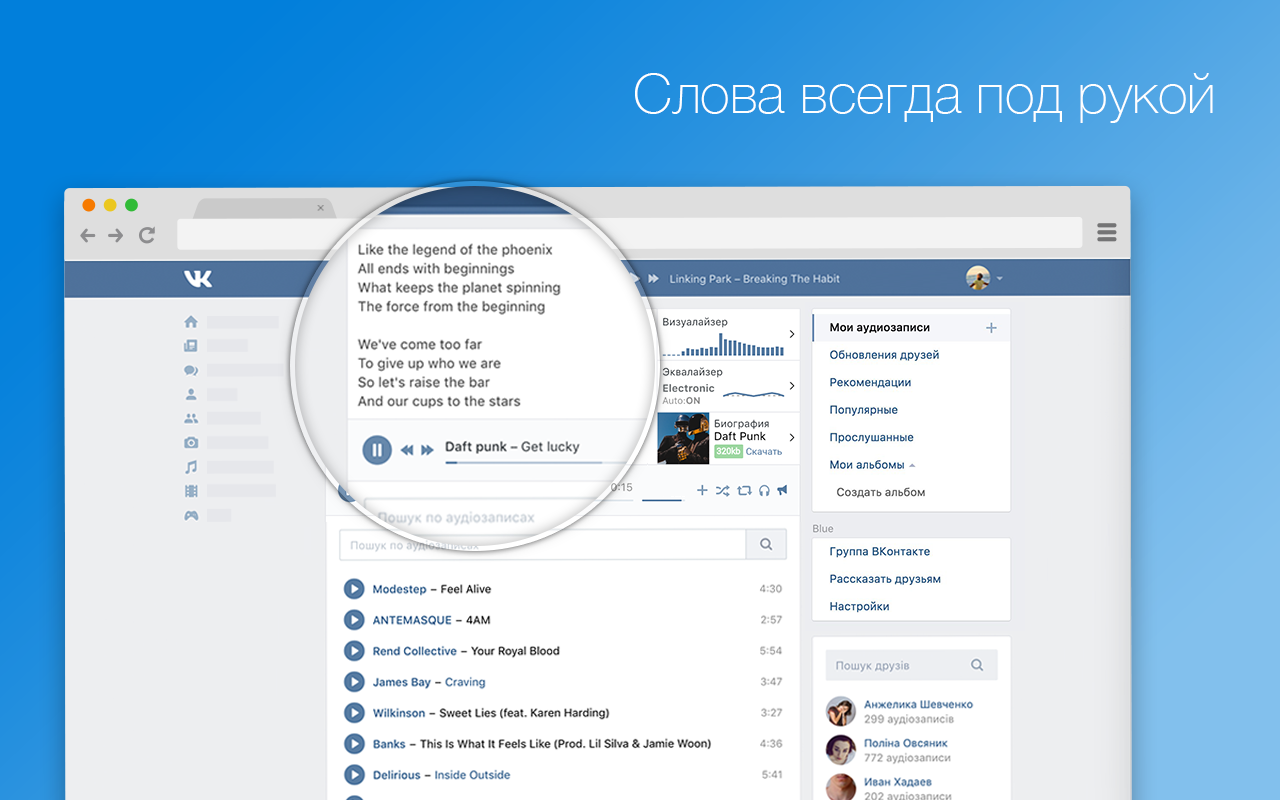 Слова всегда под рукой
VK
Linking Park – Breaking The Habit
Like the legend of the phoenix
All ends with beginnings
What keeps the planet spinning
The force from the beginning
We've come too far
To give up who we are
So let's raise the bar
And our cups to the stars
Daft punk – Get lucky
0:15
Пошук по аудіозаписах
Пошук по аудіозаписах
Визуалайзер
Эквалайзер
Electronic
Auto:ON
Биография
Daft Punk
320kb Скачать
Modestep – Feel Alive 4:30
ANTEMASQUE – 4AM 2:57
Rend Collective – Your Royal Blood 5:54
James Bay – Craving 3:47
Wilkinson – Sweet Lies (feat. Karen Harding) 3:27
Banks – This Is What It Feels Like (Prod. Lil Silva & Jamie Woon) 4:36
Delirious – Inside Outside 5:41
Мои аудиозаписи
Обновления друзей
Рекомендации
Популярные
Прослушанные
Мои альбомы
Создать альбом
Blue
Группа ВКонтакте
Рассказать друзьям
Настройки
Пошук друзів
Анжелика Шевченко
299 аудіозаписів
Поліна Овсяник
772 аудіозаписи
Иван Хадаев
202 аудіозаписи